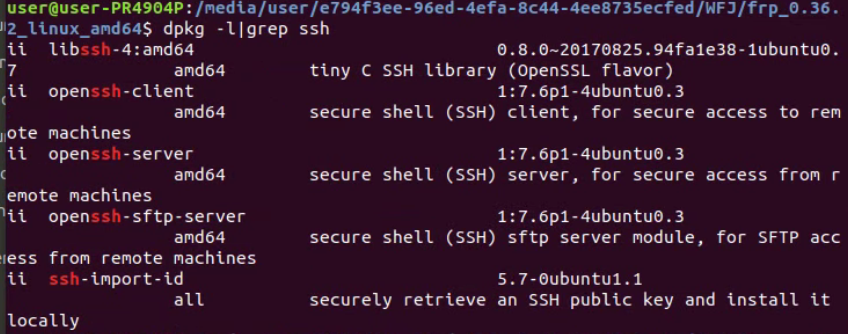 user@user-PR4904P:/media/user/e794f3ee-96ed-4efa-8c44-4ee8735ecfed/WFJ/frp_0.36.
2_linux_amd64$ dpkg -l|grep ssh
ii  libssh-4:amd64                                0.8.0~20170825.94fa1e38-1ubuntu0.
7                   amd64           tiny C SSH library (OpenSSL flavor)
ii  openssh-client                                1:7.6p1-4ubuntu0.3
                    amd64           secure shell (SSH) client, for secure access to rem
ote machines
ii  openssh-server                                1:7.6p1-4ubuntu0.3
                    amd64           secure shell (SSH) server, for secure access from r
emote machines
ii  openssh-sftp-server                           1:7.6p1-4ubuntu0.3
                    amd64           secure shell (SSH) sftp server module, for SFTP acc
ess from remote machines
ii  ssh-import-id                                 5.7-0ubuntu1.1
                    all             securely retrieve an SSH public key and install it
locally